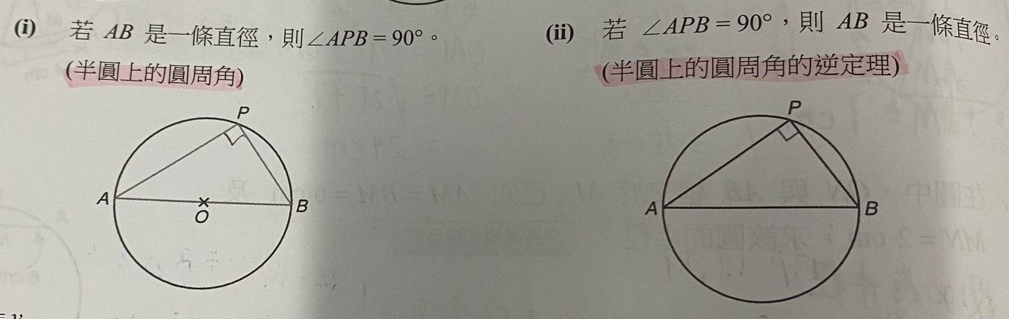 (i) 若 AB 是一條直徑，則∠APB = 90°。
(半圓上的圓周角)
P
A
O
B
(ii) 若 ∠APB = 90°，則 AB 是一條直徑。
(半圓上的圓周角的逆定理)
P
A
B